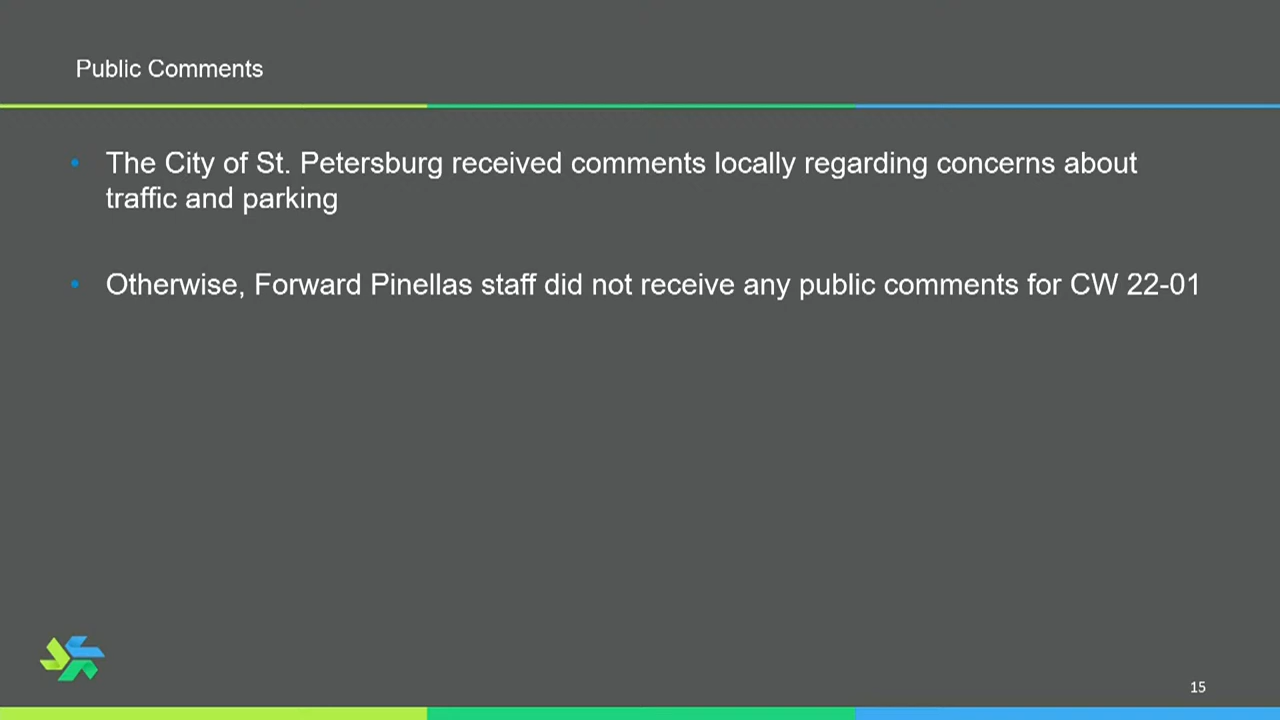 Public Comments
• The City of St. Petersburg received comments locally regarding concerns about
traffic and parking
• Otherwise, Forward Pinellas staff did not receive any public comments for CW 22-01
15